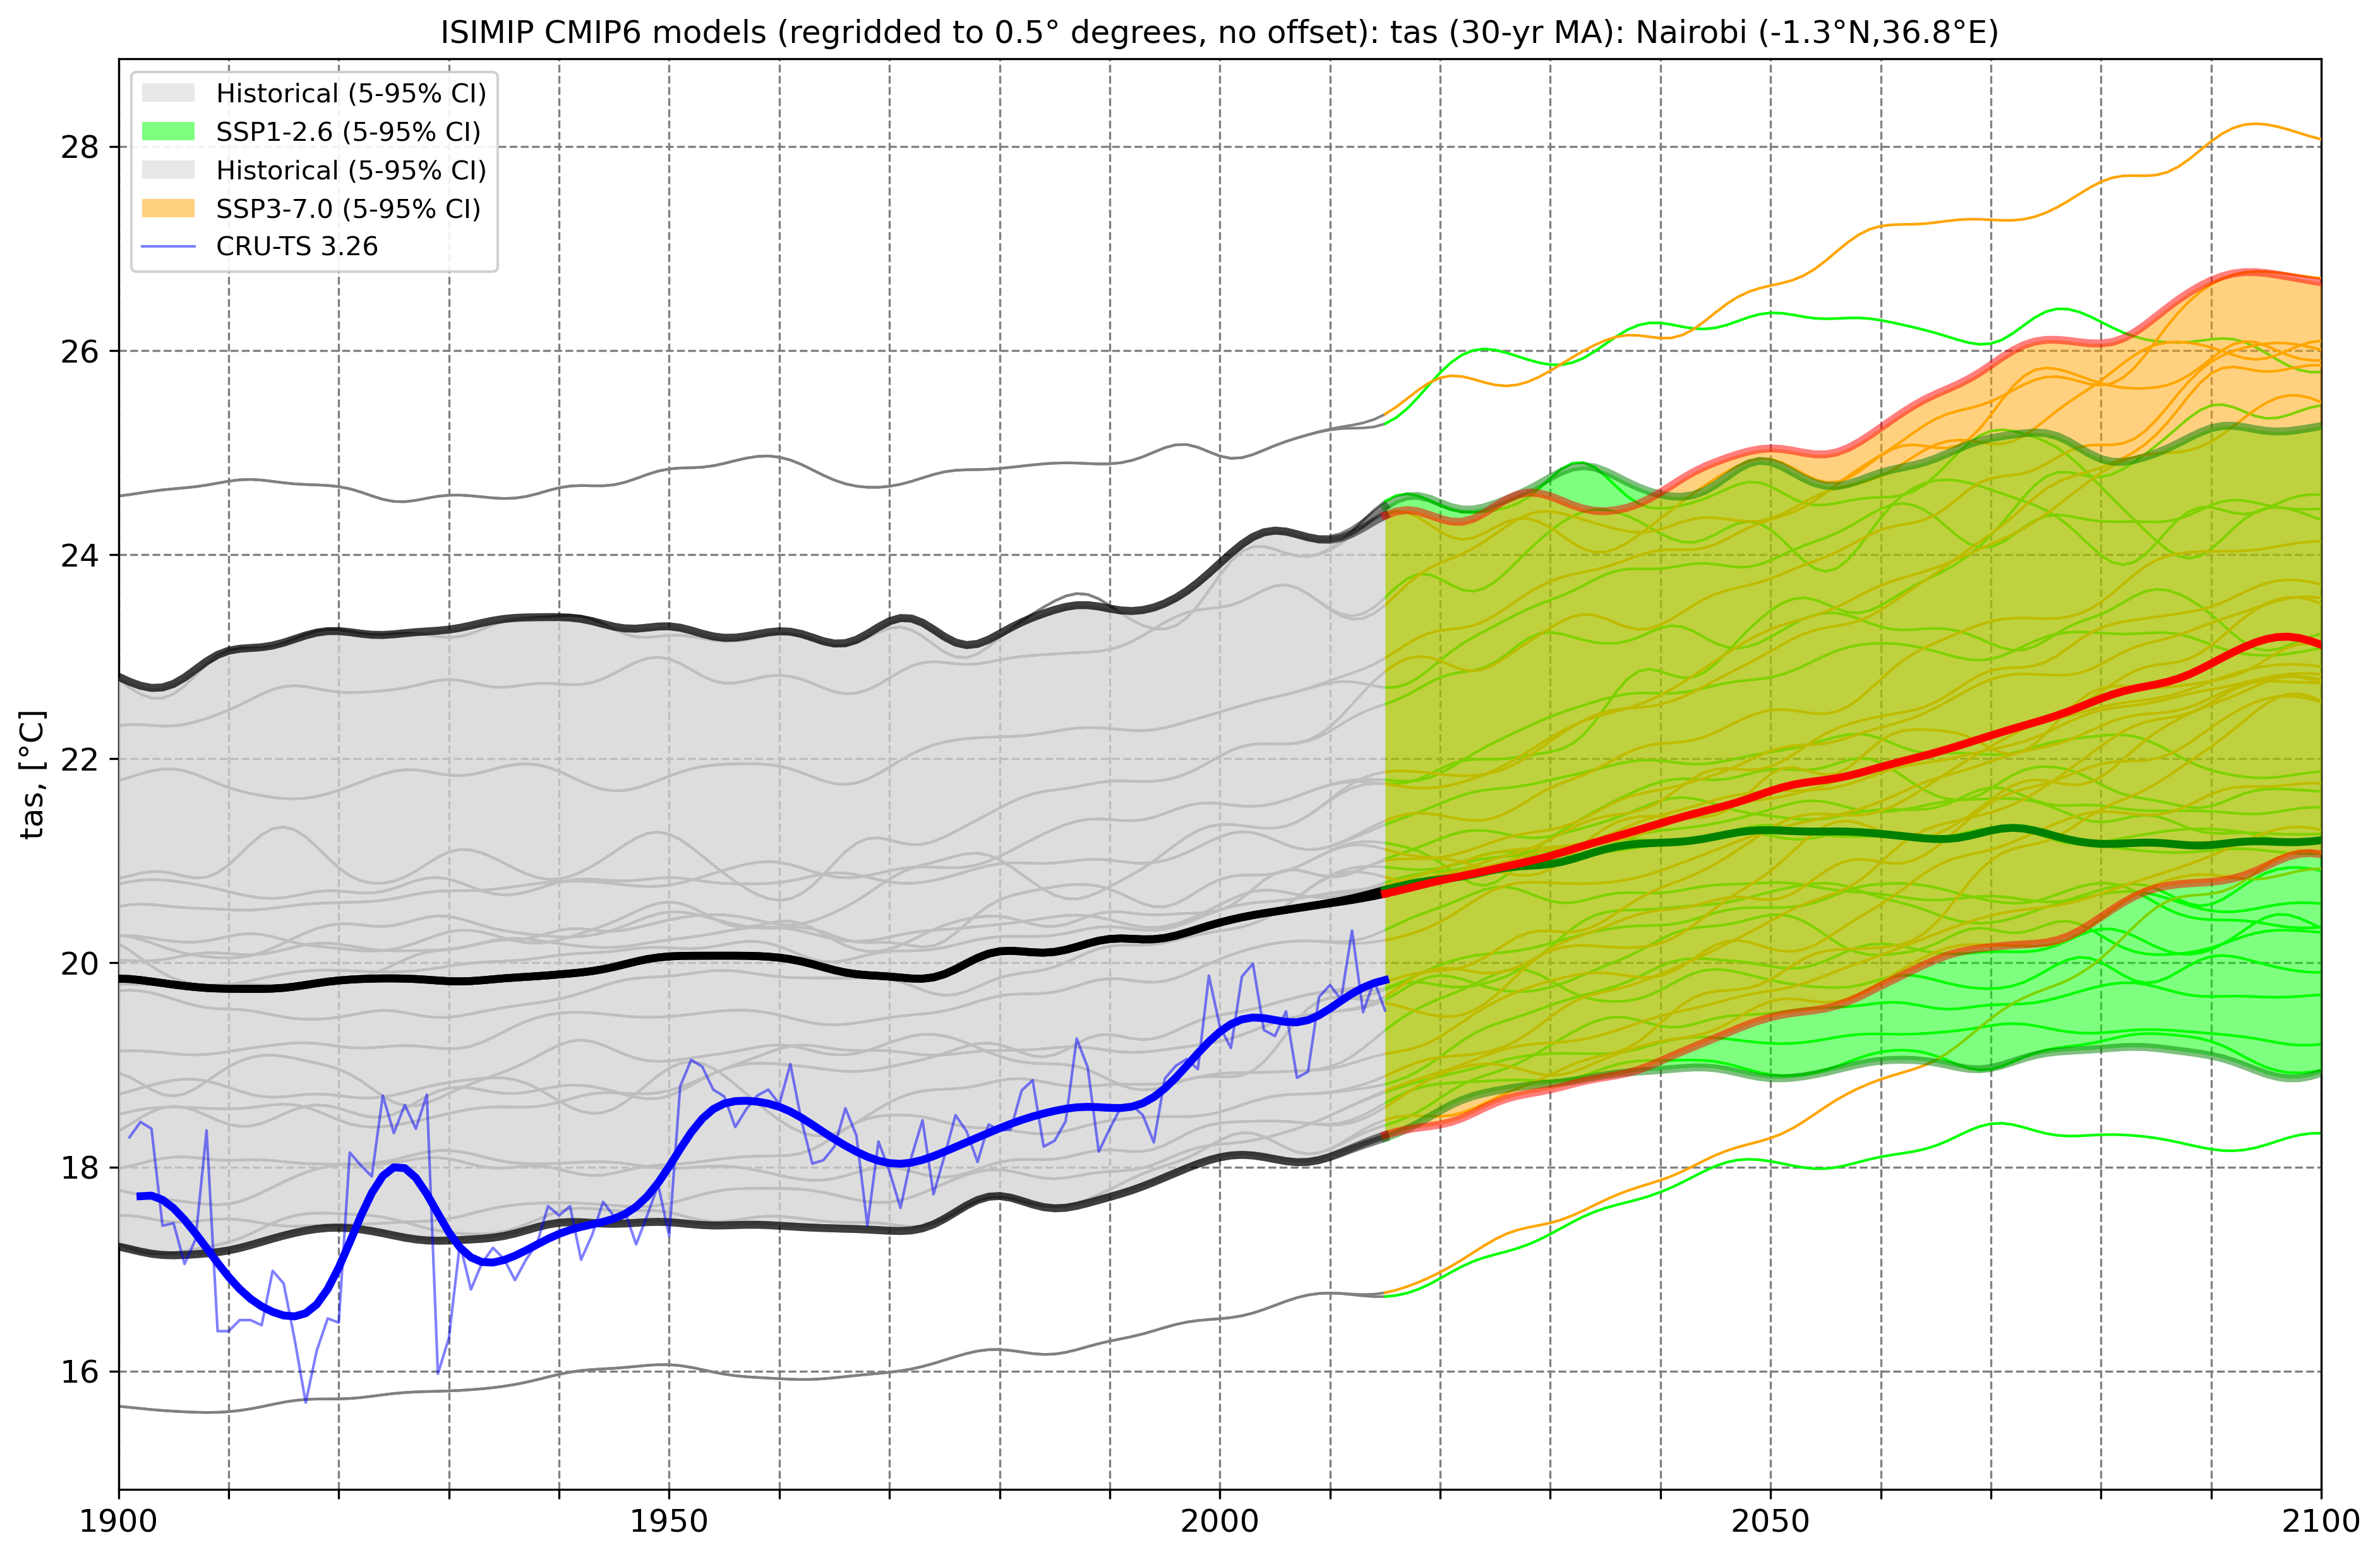 ISIMIP CMIP6 models (regridded to 0.5° degrees, no offset): tas (30-yr MA): Nairobi (-1.3°N,36.8°E)
Historical (5-95% CI)
SSP1-2.6 (5-95% CI)
Historical (5-95% CI)
SSP3-7.0 (5-95% CI)
CRU-TS 3.26
tas, [°C]
28
26
24
22
20
18
16
1900
1950
2000
2050
2100